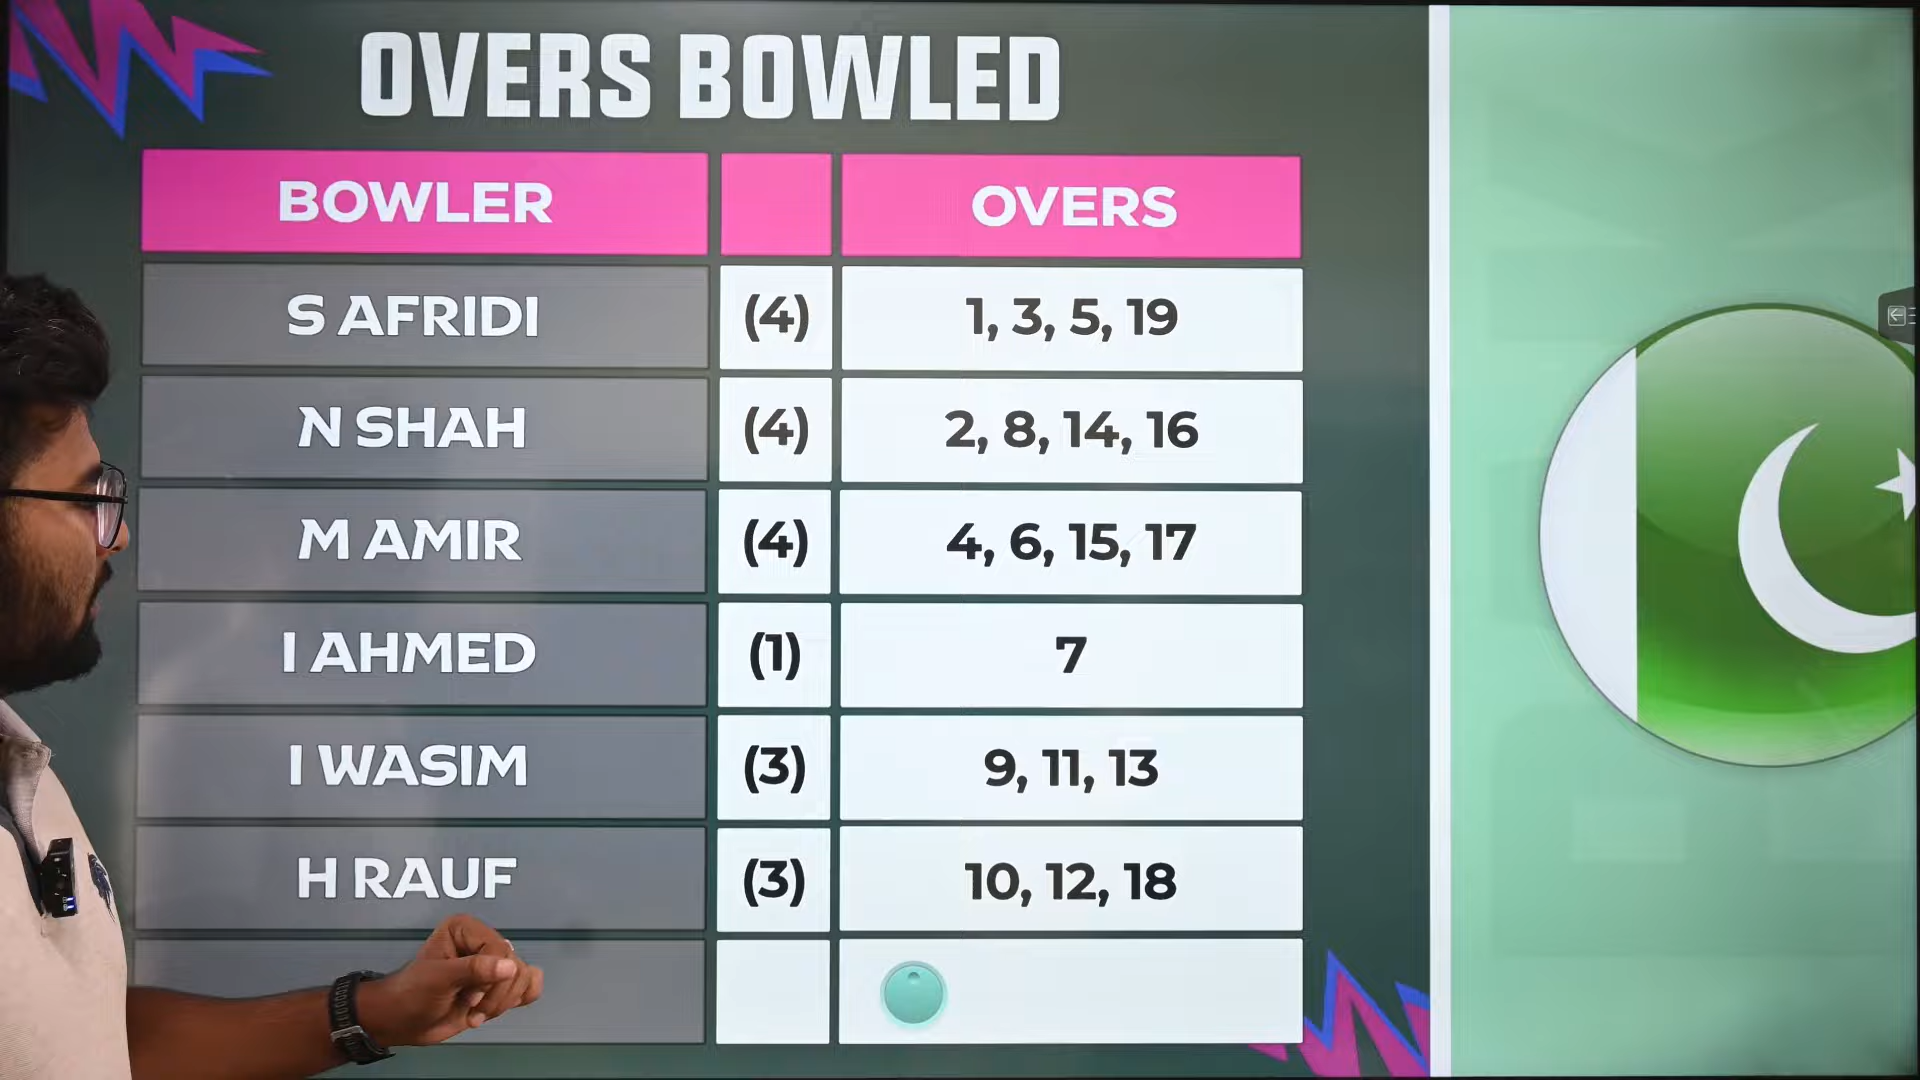 OVERS BOWLED
BOWLER OVERS
S AFRIDI (4) 1, 3, 5, 19
N SHAH (4) 2, 8, 14, 16
M AMIR (4) 4, 6, 15, 17
I AHMED (1) 7
I WASIM (3) 9, 11, 13
H RAUF (3) 10, 12, 18